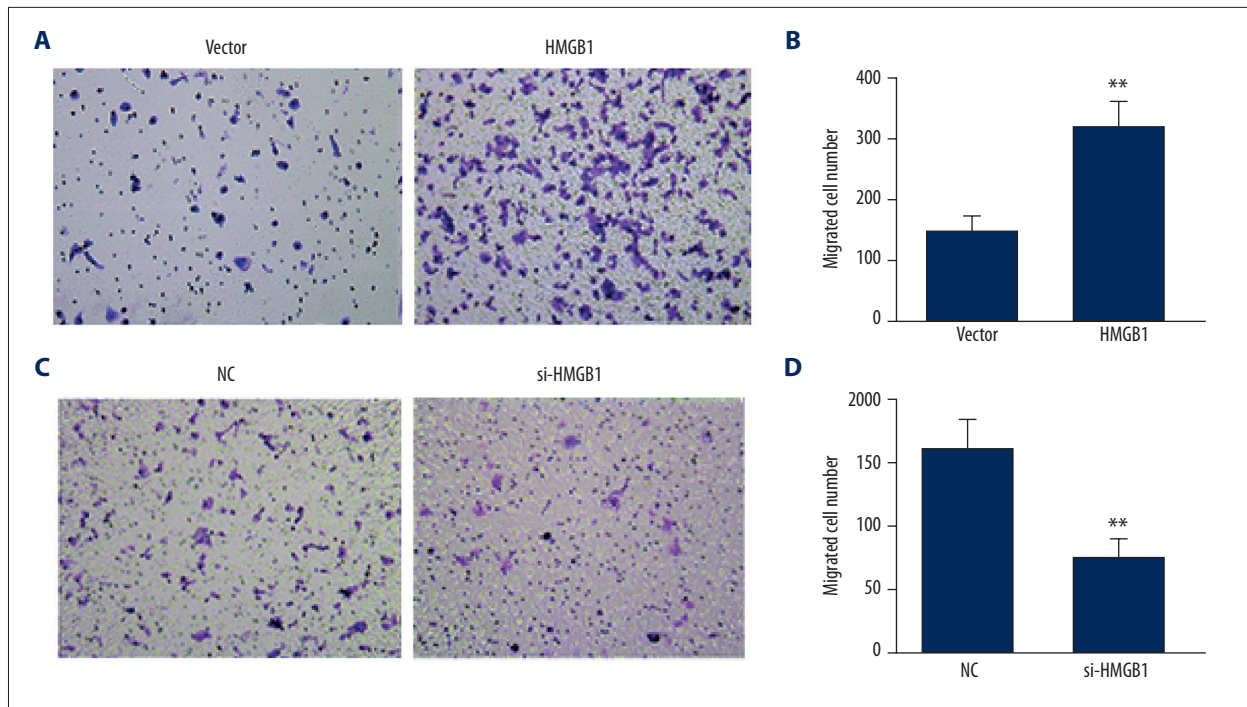 A
Vector
HMGB1
B
400
300
200
100
0
Migrated cell number
**
Vector
HMGB1
C
NC
si-HMGB1
D
2000
150
100
50
0
Migrated cell number
**
NC
si-HMGB1